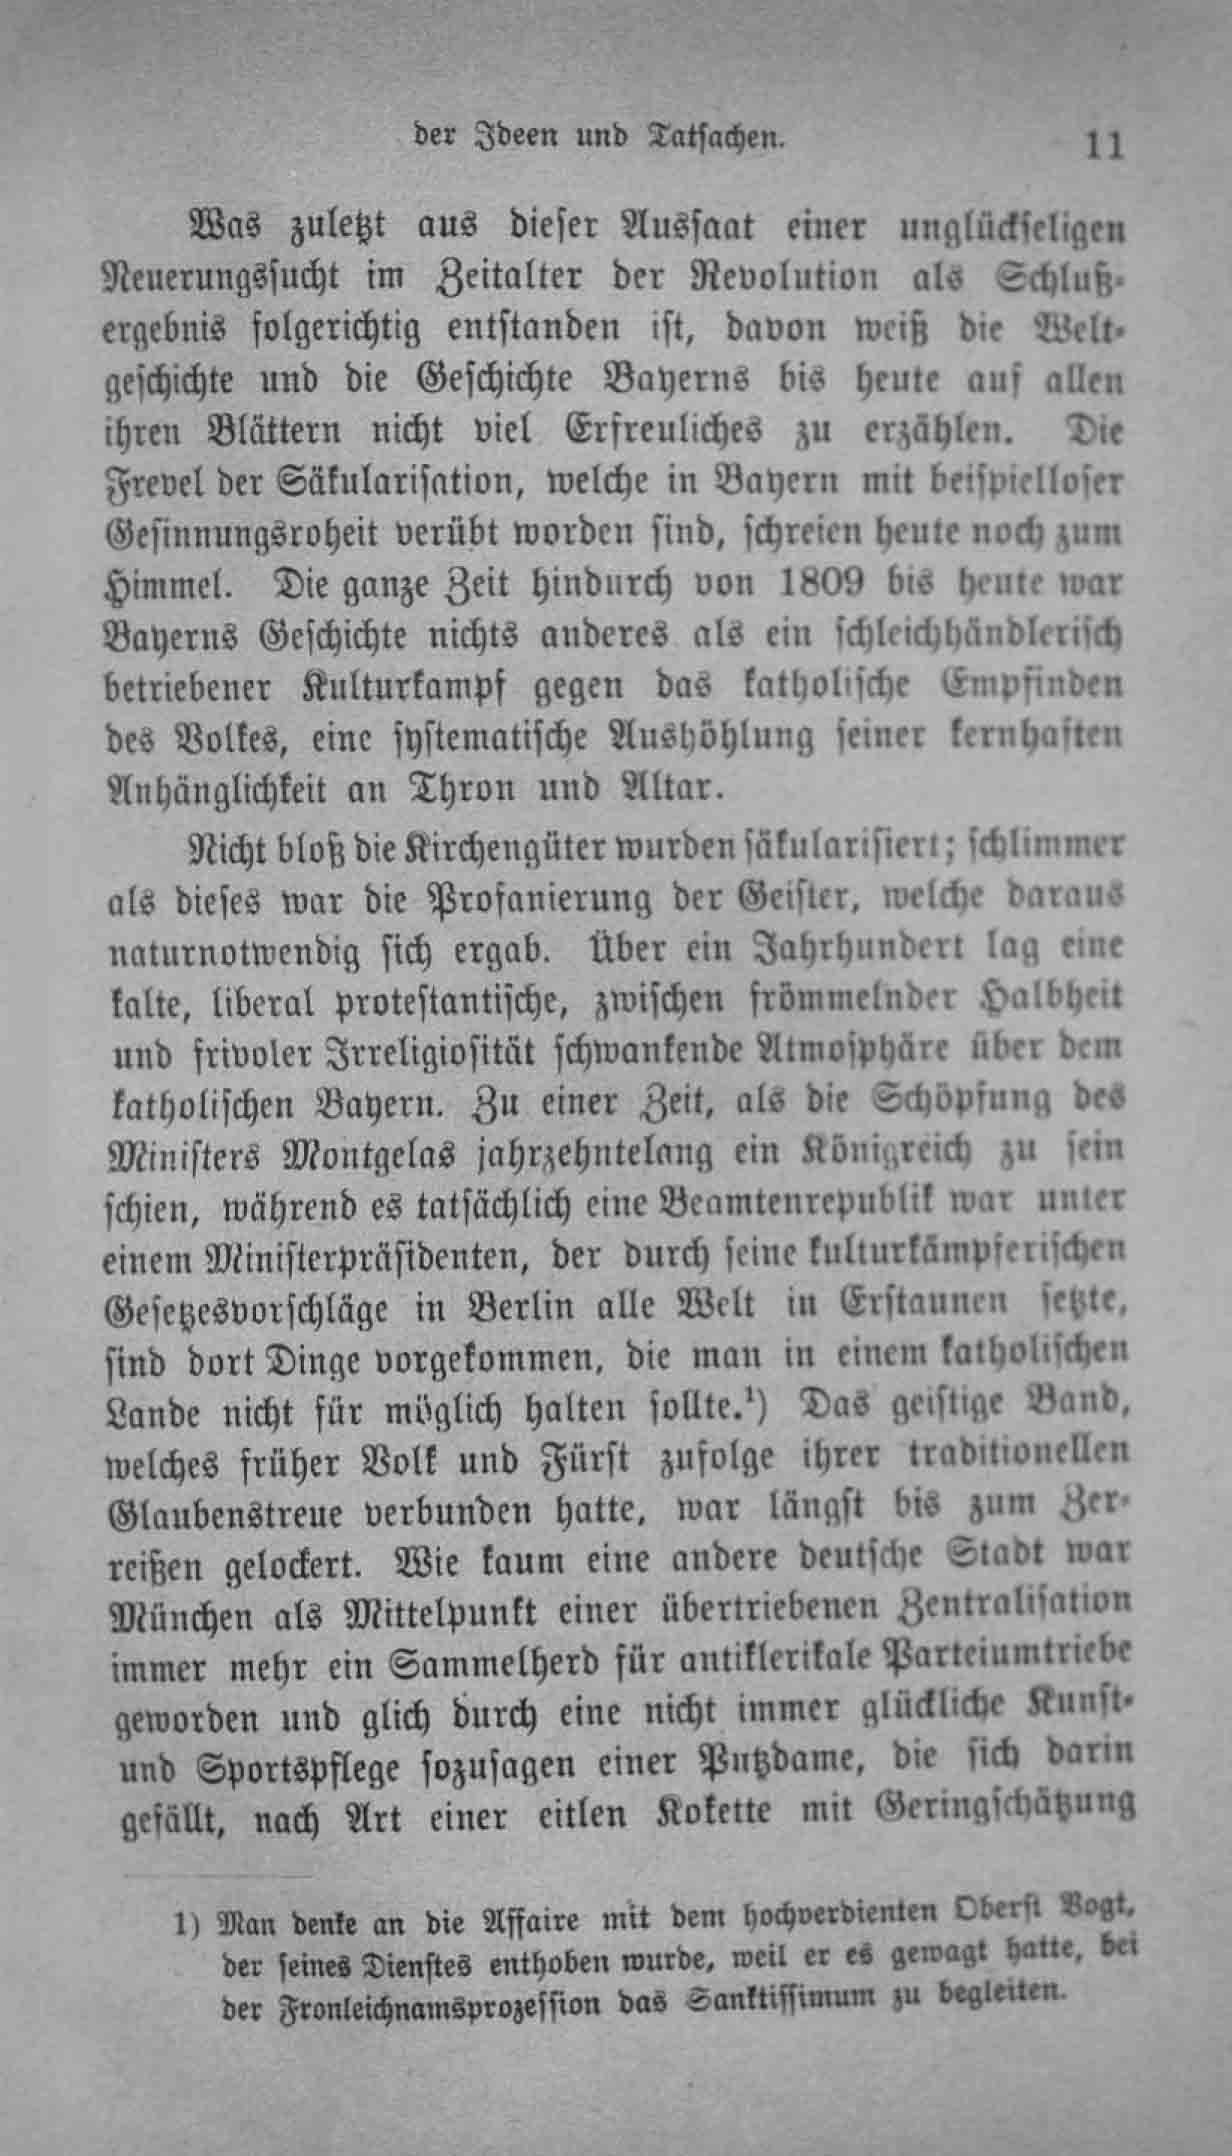 der Ideen und Tatsachen. 11
Was zuletzt aus dieser Aussaat einer unglückseligen
Neuerungssucht im Zeitalter der Revolution als Schluß-
ergebnis folgerichtig entstanden ist, davon weiß die Welt-
geschichte und die Geschichte Bayerns bis heute auf allen
ihren Blättern nicht viel Erfreuliches zu erzählen. Die
Frevel der Säkularisation, welche in Bayern mit beispielloser
Gesinnungsroheit verübt worden sind, schreien heute noch zum
Himmel. Die ganze Zeit hindurch von 1809 bis heute war
Bayerns Geschichte nichts anderes als ein schleichhändlerisch
betriebener Kulturkampf gegen das katholische Empfinden
des Volkes, eine systematische Aushöhlung seiner kernhaften
Anhänglichkeit an Thron und Altar.
Nicht bloß die Kirchengüter wurden säkularisiert; schlimmer
als dieses war die Profanierung der Geister, welche daraus
naturnotwendig sich ergab. Über ein Jahrhundert lag eine
kalte, liberal protestantische, zwischen frömmelnder Halbheit
und frivoler Irreligiosität schwankende Atmosphäre über dem
katholischen Bayern. Zu einer Zeit, als die Schöpfung des
Ministers Montgelas jahrzehntelang ein Königreich zu sein
schien, während es tatsächlich eine Beamtenrepublik war unter
einem Ministerpräsidenten, der durch seine kulturkämpferischen
Gesetzesvorschläge in Berlin alle Welt in Erstaunen setzte,
sind dort Dinge vorgekommen, die man in einem katholischen
Lande nicht für möglich halten sollte.¹) Das geistige Band,
welches früher Volk und Fürst zufolge ihrer traditionellen
Glaubenstreue verbunden hatte, war längst bis zum Zer-
reißen gelockert. Wie kaum eine andere deutsche Stadt war
München als Mittelpunkt einer übertriebenen Zentralisation
immer mehr ein Sammelherd für antiklerikale Parteiumtriebe
geworden und glich durch eine nicht immer glückliche Kunst-
und Sportspflege sozusagen einer Putzdame, die sich darin
gefällt, nach Art einer eitlen Kokette mit Geringschätzung
1) Man denke an die Affaire mit dem hochverdienten Oberst Vogt,
der seines Dienstes enthoben wurde, weil er es gewagt hatte, bei
der Fronleichnamsprozession das Sanktissimum zu begleiten.